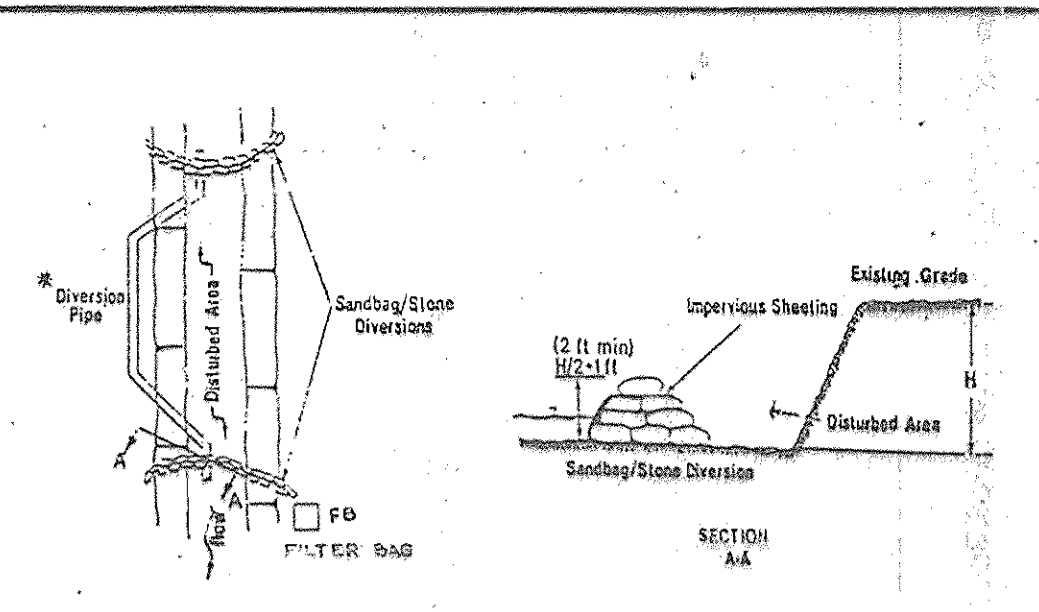 *
Diversion
Pipe
Disturbed Area
Sandbag/Stone
Diversions
A
A
flow
FB
FILTER BAG
Existing Grade
Impervious Sheeting
(2 ft min)
H/2+1ft
H
Disturbed Area
Sandbag/Stone Diversion
SECTION
A-A